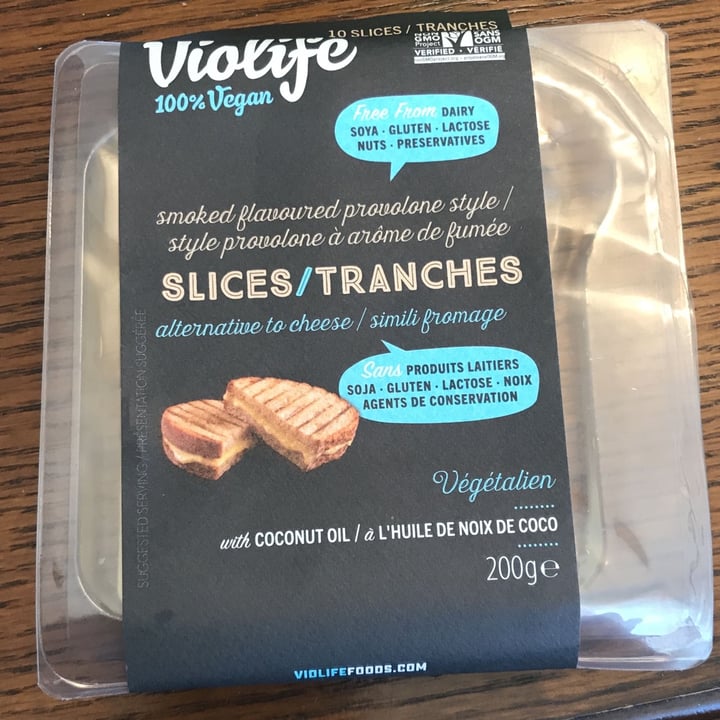 10 SLICES / TRANCHES
Violife
100% Vegan
NON
GMO
Project
SANS
OGM
VERIFIED · VÉRIFIÉ
Free From DAIRY
SOYA · GLUTEN · LACTOSE
NUTS · PRESERVATIVES
smoked flavoured provolone style /
style provolone à arôme de fumée
SLICES/TRANCHES
alternative to cheese / simili fromage
Sans PRODUITS LAITIERS
SOJA · GLUTEN · LACTOSE · NOIX
AGENTS DE CONSERVATION
SUGGESTED SERVING / PRÉSENTATION SUGGÉRÉE
Végétalien
with COCONUT OIL / à L'HUILE DE NOIX DE COCO
200g℮
VIOLIFEFOODS.COM